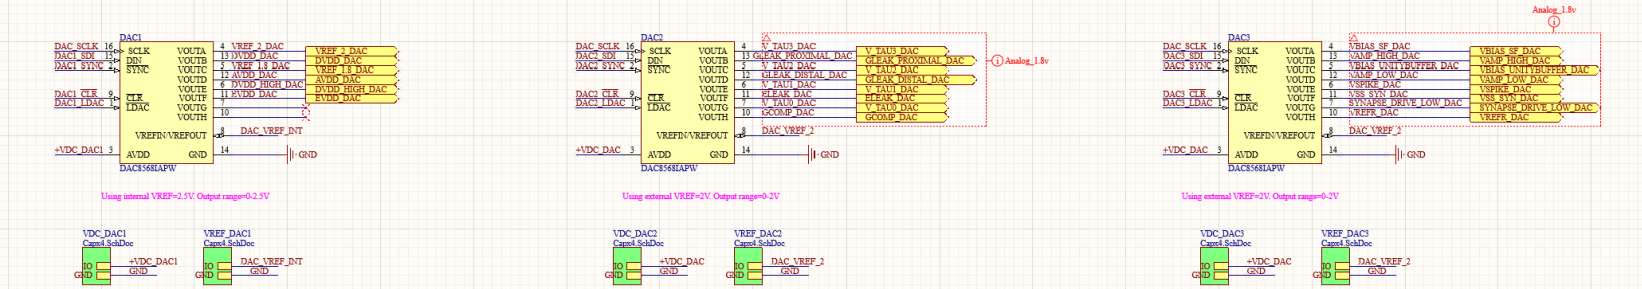 Analog_1.8v
DAC1
DAC_SCLK 16 SCLK VOUTA 4 VREF_2_DAC VREF_2_DAC
DAC1_SDI 15 DIN VOUTB 13 DVDD_DAC DVDD_DAC
DAC1_SYNC 2 SYNC VOUTC 5 VREF_1.8_DAC VREF_1.8_DAC
VOUTD 12 AVDD_DAC AVDD_DAC
VOUTE 6 DVDD_HIGH_DAC DVDD_HIGH_DAC
DAC1_CLR 9 CLR VOUTF 11 EVDD_DAC EVDD_DAC
DAC1_LDAC 1 LDAC VOUTG 7
VOUTH 10
VREFIN/VREFOUT 8 DAC_VREF_INT
+VDC_DAC1 3 AVDD GND 14 GND
DAC8568IAPW
Using internal VREF=2.5V. Output range=0-2.5V
VDC_DAC1
Capx4.SchDoc
IO +VDC_DAC1
GND GND
VREF_DAC1
Capx4.SchDoc
IO DAC_VREF_INT
GND GND
DAC2
DAC_SCLK 16 SCLK VOUTA 4 V_TAU3_DAC V_TAU3_DAC
DAC2_SDI 15 DIN VOUTB 13 GLEAK_PROXIMAL_DAC GLEAK_PROXIMAL_DAC
DAC2_SYNC 2 SYNC VOUTC 5 V_TAU2_DAC V_TAU2_DAC
VOUTD 12 GLEAK_DISTAL_DAC GLEAK_DISTAL_DAC
VOUTE 6 V_TAU1_DAC V_TAU1_DAC
DAC2_CLR 9 CLR VOUTF 11 ELEAK_DAC ELEAK_DAC
DAC2_LDAC 1 LDAC VOUTG 7 V_TAU0_DAC V_TAU0_DAC
VOUTH 10 GCOMP_DAC GCOMP_DAC
Analog_1.8v
VREFIN/VREFOUT 8 DAC_VREF_2
+VDC_DAC 3 AVDD GND 14 GND
DAC8568IAPW
Using external VREF=2V. Output range=0-2V
VDC_DAC2
Capx4.SchDoc
IO +VDC_DAC
GND GND
VREF_DAC2
Capx4.SchDoc
IO DAC_VREF_2
GND GND
DAC3
DAC_SCLK 16 SCLK VOUTA 4 VBIAS_SF_DAC VBIAS_SF_DAC
DAC3_SDI 15 DIN VOUTB 13 VAMP_HIGH_DAC VAMP_HIGH_DAC
DAC3_SYNC 2 SYNC VOUTC 5 VBIAS_UNITYBUFFER_DAC VBIAS_UNITYBUFFER_DAC
VOUTD 12 VAMP_LOW_DAC VAMP_LOW_DAC
VOUTE 6 VSPIKE_DAC VSPIKE_DAC
DAC3_CLR 9 CLR VOUTF 11 VSS_SYN_DAC VSS_SYN_DAC
DAC3_LDAC 1 LDAC VOUTG 7 SYNAPSE_DRIVE_LOW_DAC SYNAPSE_DRIVE_LOW_DAC
VOUTH 10 VREFR_DAC VREFR_DAC
VREFIN/VREFOUT 8 DAC_VREF_2
+VDC_DAC 3 AVDD GND 14 GND
DAC8568IAPW
Using external VREF=2V. Output range=0-2V
VDC_DAC3
Capx4.SchDoc
IO +VDC_DAC
GND GND
VREF_DAC3
Capx4.SchDoc
IO DAC_VREF_2
GND GND